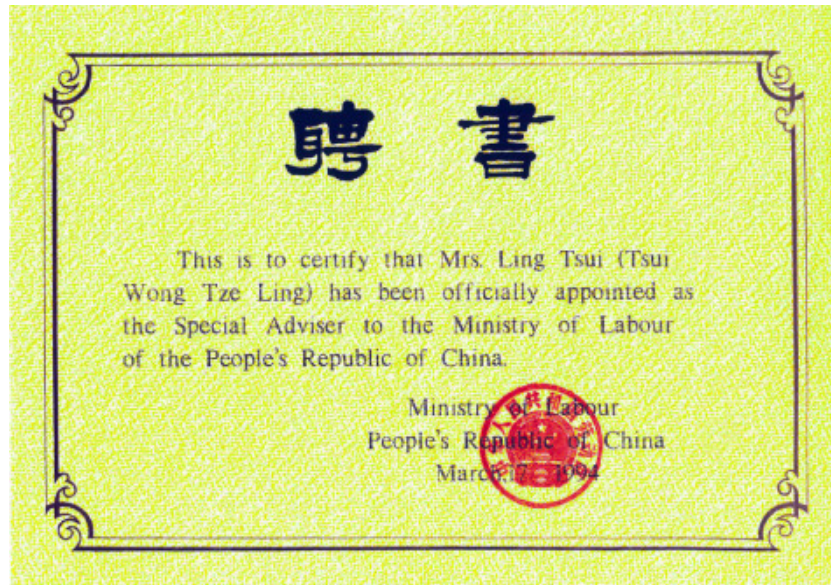 聘書
This is to certify that Mrs. Ling Tsui (Tsui
Wong Tze Ling) has been officially appointed as
the Special Adviser to the Ministry of Labour
of the People's Republic of China.
Ministry of Labour
People's Republic of China
March,17, 1994